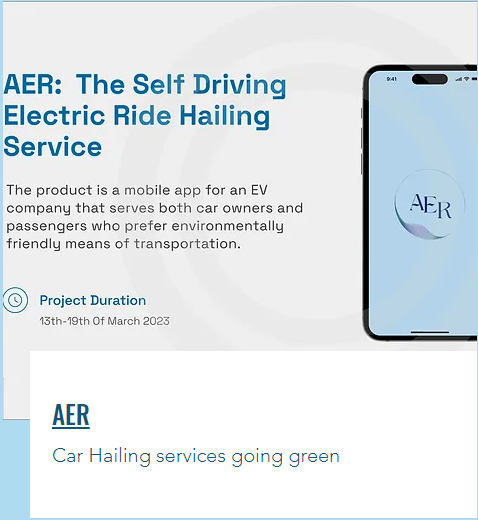 AER:  The Self Driving
Electric Ride Hailing
Service
9:41
The product is a mobile app for an EV
company that serves both car owners and
passengers who prefer environmentally
friendly means of transportation.
AER
Project Duration
13th-19th Of March 2023
AER
Car Hailing services going green